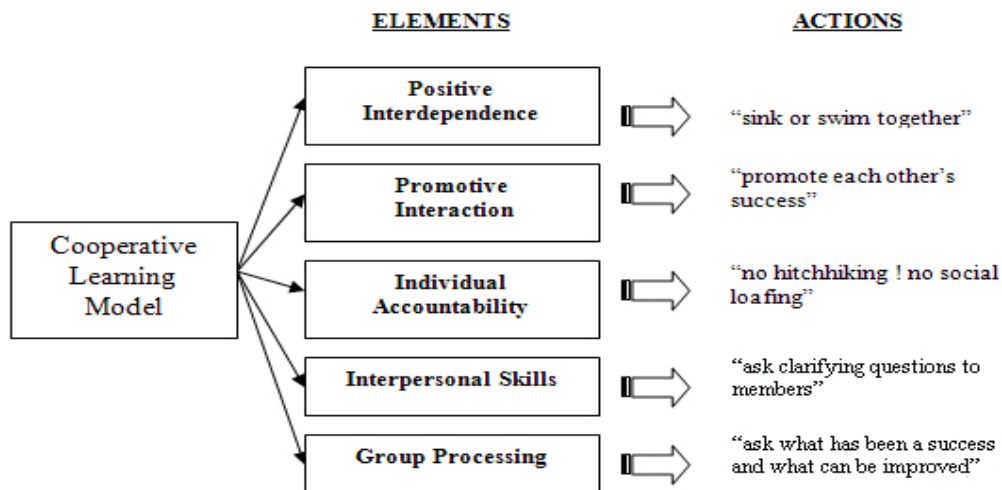 ELEMENTS
ACTIONS
Cooperative
Learning
Model
Positive
Interdependence
“sink or swim together”
Promotive
Interaction
“promote each other’s
success”
Individual
Accountability
“no hitchhiking ! no social
loafing”
Interpersonal Skills
“ask clarifying questions to
members”
Group Processing
“ask what has been a success
and what can be improved”